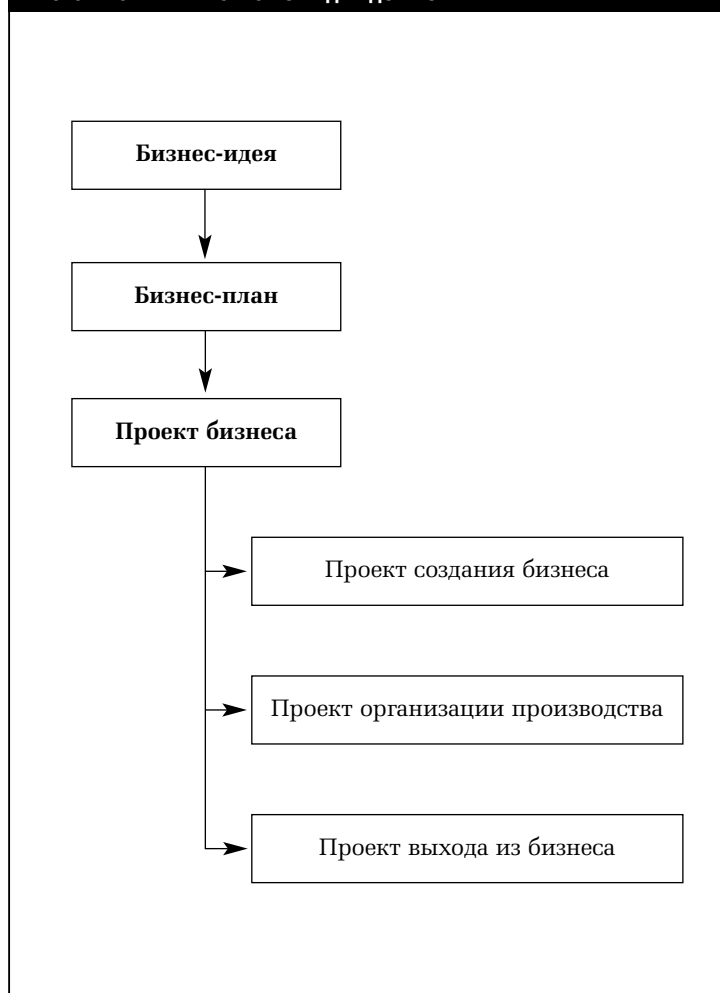 Бизнес-идея
Бизнес-план
Проект бизнеса
Проект создания бизнеса
Проект организации производства
Проект выхода из бизнеса